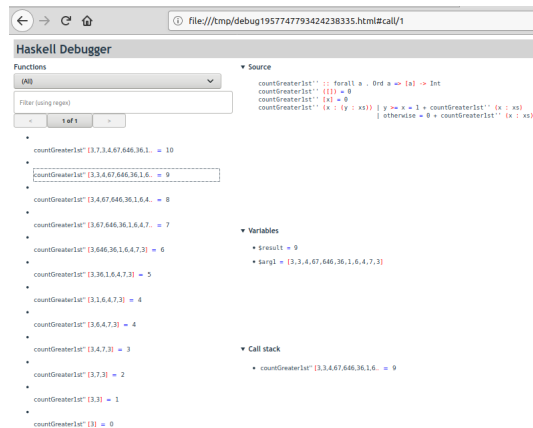 file:///tmp/debug1957747793424238335.html#call/1
Haskell Debugger
Functions
(All)
Filter (using regex)
«
1 of 1
»
countGreater1st'' [3,7,3,4,67,646,36,1.. = 10
countGreater1st'' [3,3,4,67,646,36,1,6.. = 9
countGreater1st'' [3,4,67,646,36,1,6,4.. = 8
countGreater1st'' [3,67,646,36,1,6,4,7.. = 7
countGreater1st'' [3,646,36,1,6,4,7,3] = 6
countGreater1st'' [3,36,1,6,4,7,3] = 5
countGreater1st'' [3,1,6,4,7,3] = 4
countGreater1st'' [3,6,4,7,3] = 4
countGreater1st'' [3,4,7,3] = 3
countGreater1st'' [3,7,3] = 2
countGreater1st'' [3,3] = 1
countGreater1st'' [3] = 0
▾ Source
countGreater1st'' :: forall a . Ord a => [a] -> Int
countGreater1st'' ([]) = 0
countGreater1st'' [x] = 0
countGreater1st'' (x : (y : xs)) | y >= x = 1 + countGreater1st'' (x : xs)
| otherwise = 0 + countGreater1st'' (x : xs)
▾ Variables
• $result = 9
• $arg1 = [3,3,4,67,646,36,1,6,4,7,3]
▾ Call stack
• countGreater1st'' [3,3,4,67,646,36,1,6.. = 9